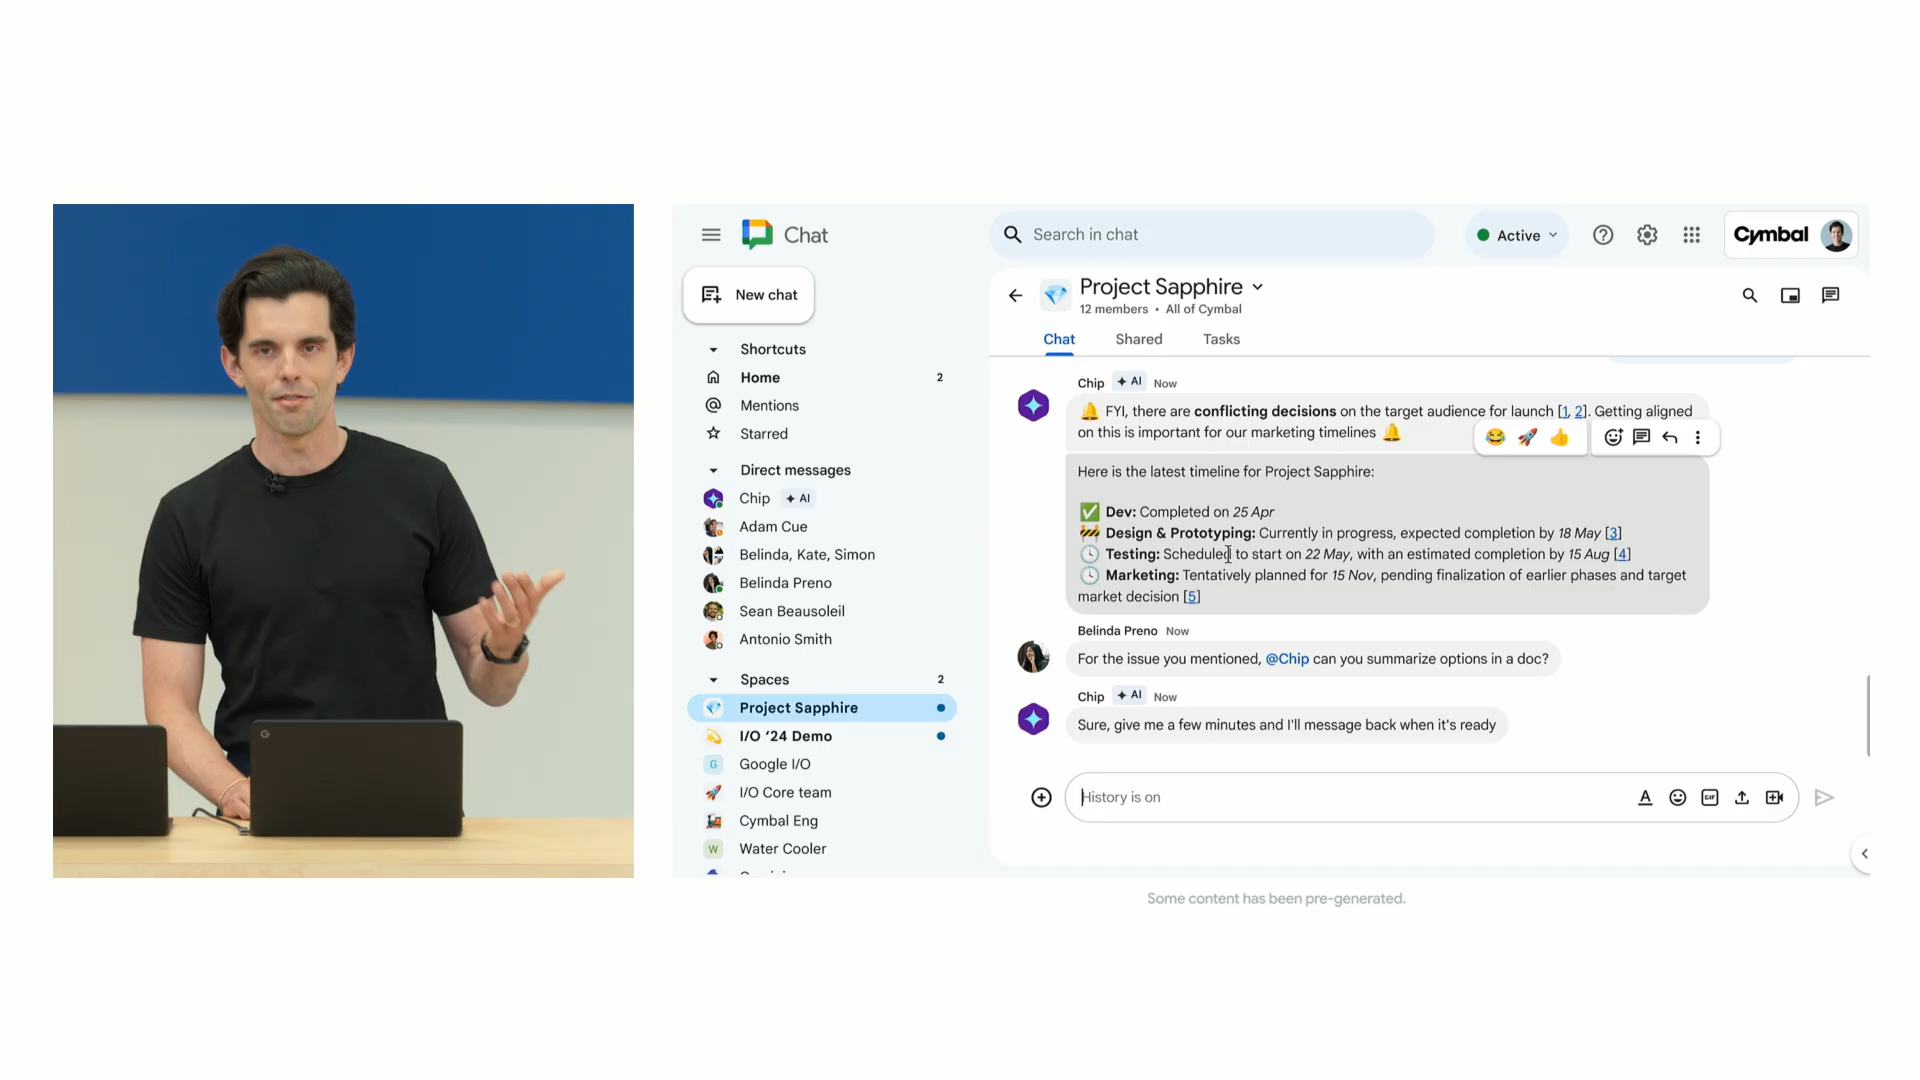 Chat
Search in chat
Active
Cymbal
New chat
Shortcuts
Home 2
Mentions
Starred
Direct messages
Chip AI
Adam Cue
Belinda, Kate, Simon
Belinda Preno
Sean Beausoleil
Antonio Smith
Spaces 2
Project Sapphire
I/O ‘24 Demo
G Google I/O
I/O Core team
Cymbal Eng
W Water Cooler
Project Sapphire
12 members • All of Cymbal
Chat Shared Tasks
Chip AI Now
🔔 FYI, there are conflicting decisions on the target audience for launch [1, 2]. Getting aligned
on this is important for our marketing timelines 🔔
Here is the latest timeline for Project Sapphire:
✅ Dev: Completed on 25 Apr
🚧 Design & Prototyping: Currently in progress, expected completion by 18 May [3]
🕓 Testing: Scheduled to start on 22 May, with an estimated completion by 15 Aug [4]
🕓 Marketing: Tentatively planned for 15 Nov, pending finalization of earlier phases and target
market decision [5]
Belinda Preno Now
For the issue you mentioned, @Chip can you summarize options in a doc?
Chip AI Now
Sure, give me a few minutes and I'll message back when it's ready
History is on
GIF
Some content has been pre-generated.
G